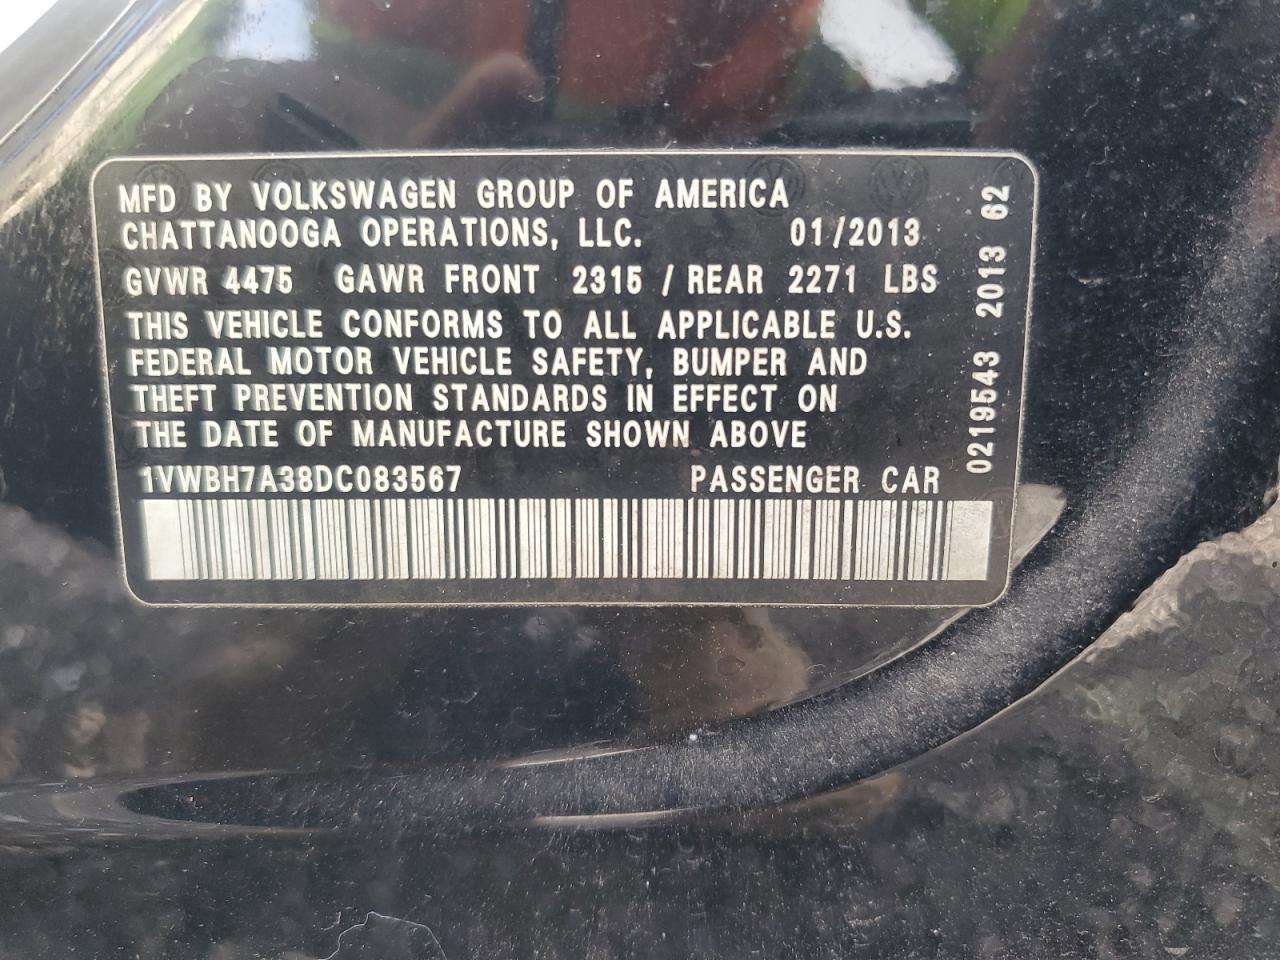 MFD BY VOLKSWAGEN GROUP OF AMERICA
CHATTANOOGA OPERATIONS, LLC. 01/2013
GVWR 4475 GAWR FRONT 2315 / REAR 2271 LBS
THIS VEHICLE CONFORMS TO ALL APPLICABLE U.S.
FEDERAL MOTOR VEHICLE SAFETY, BUMPER AND
THEFT PREVENTION STANDARDS IN EFFECT ON
THE DATE OF MANUFACTURE SHOWN ABOVE
1VWBH7A38DC083567 PASSENGER CAR
0219543 2013 62